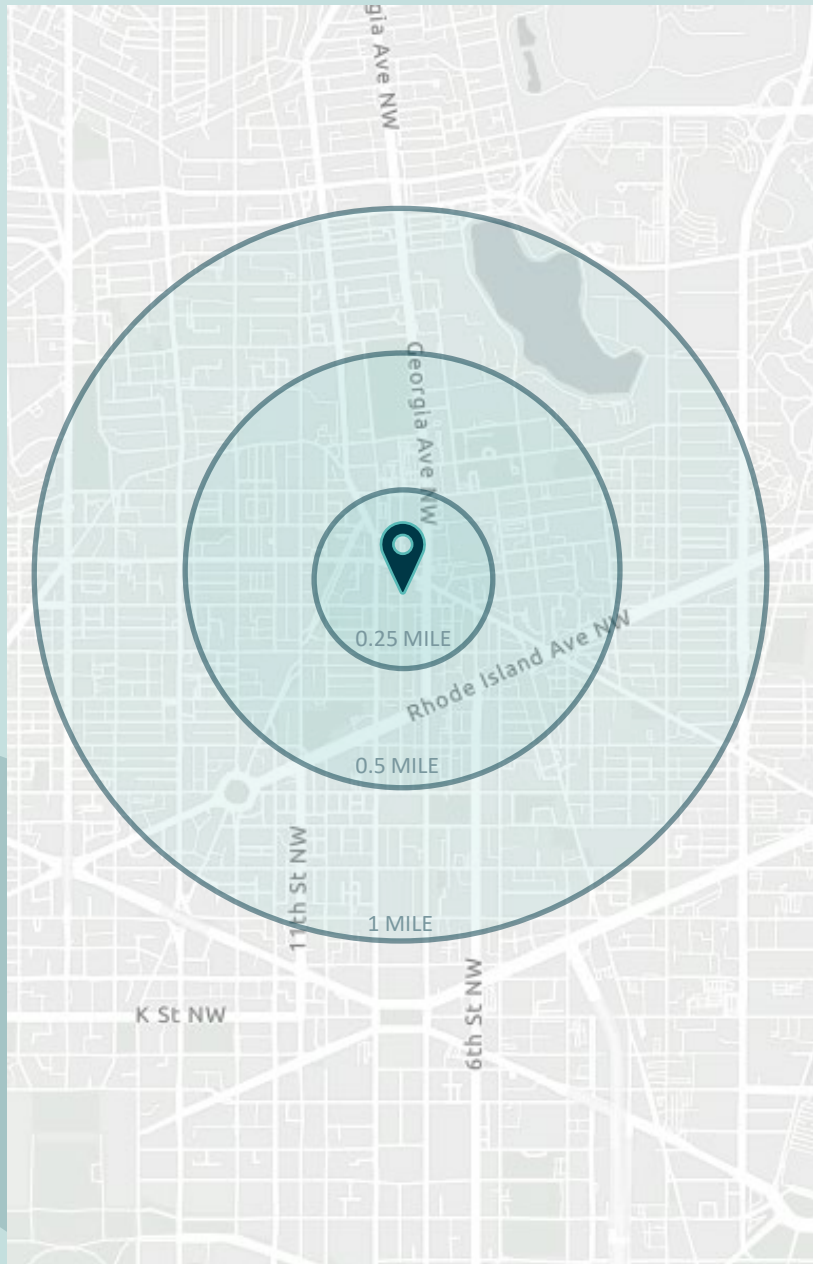 gia Ave NW
Georgia Ave NW
0.25 MILE
Rhode Island Ave NW
0.5 MILE
11th St NW
1 MILE
6th St NW
K St NW